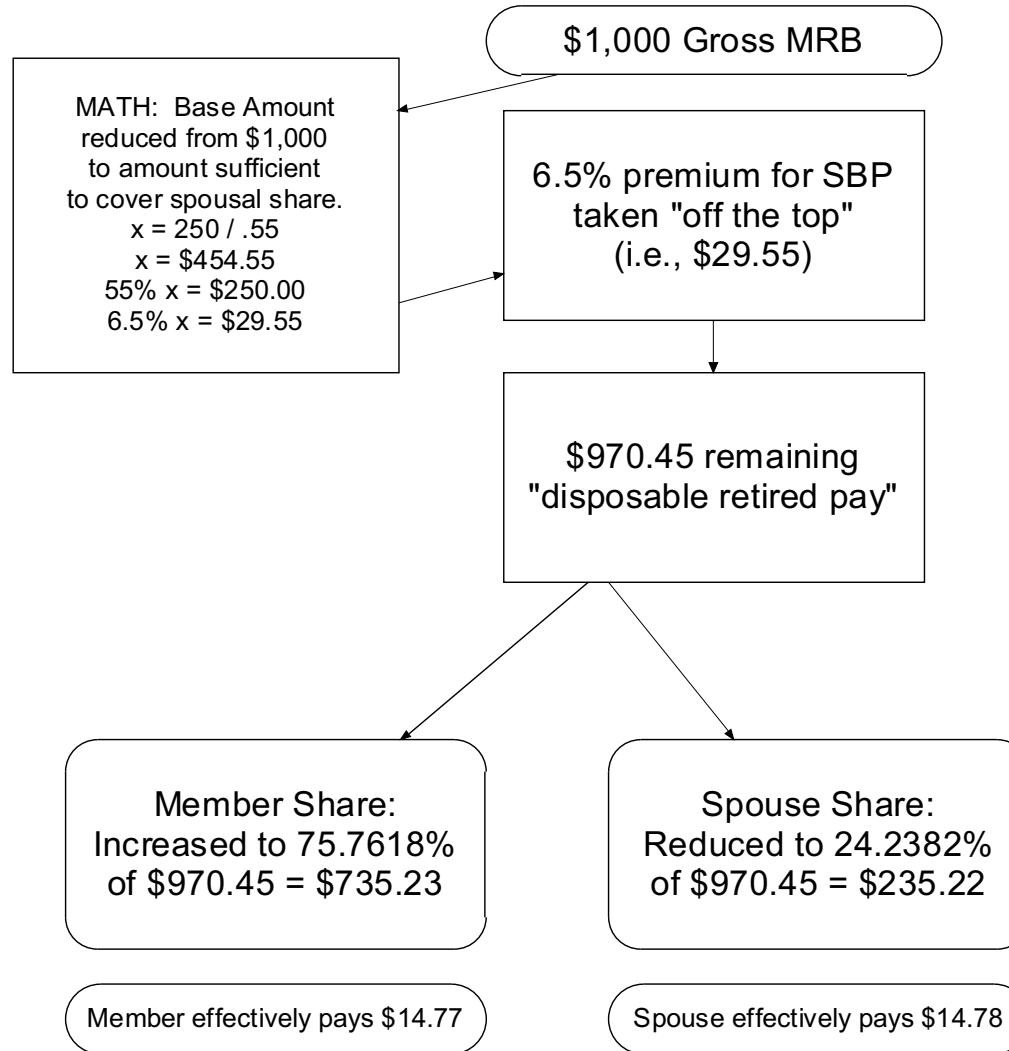 $1,000 Gross MRB
MATH:  Base Amount
reduced from $1,000
to amount sufficient
to cover spousal share.
x = 250 / .55
x = $454.55
55% x = $250.00
6.5% x = $29.55
6.5% premium for SBP
taken "off the top"
(i.e., $29.55)
$970.45 remaining
"disposable retired pay"
Member Share:
Increased to 75.7618%
of $970.45 = $735.23
Spouse Share:
Reduced to 24.2382%
of $970.45 = $235.22
Member effectively pays $14.77
Spouse effectively pays $14.78